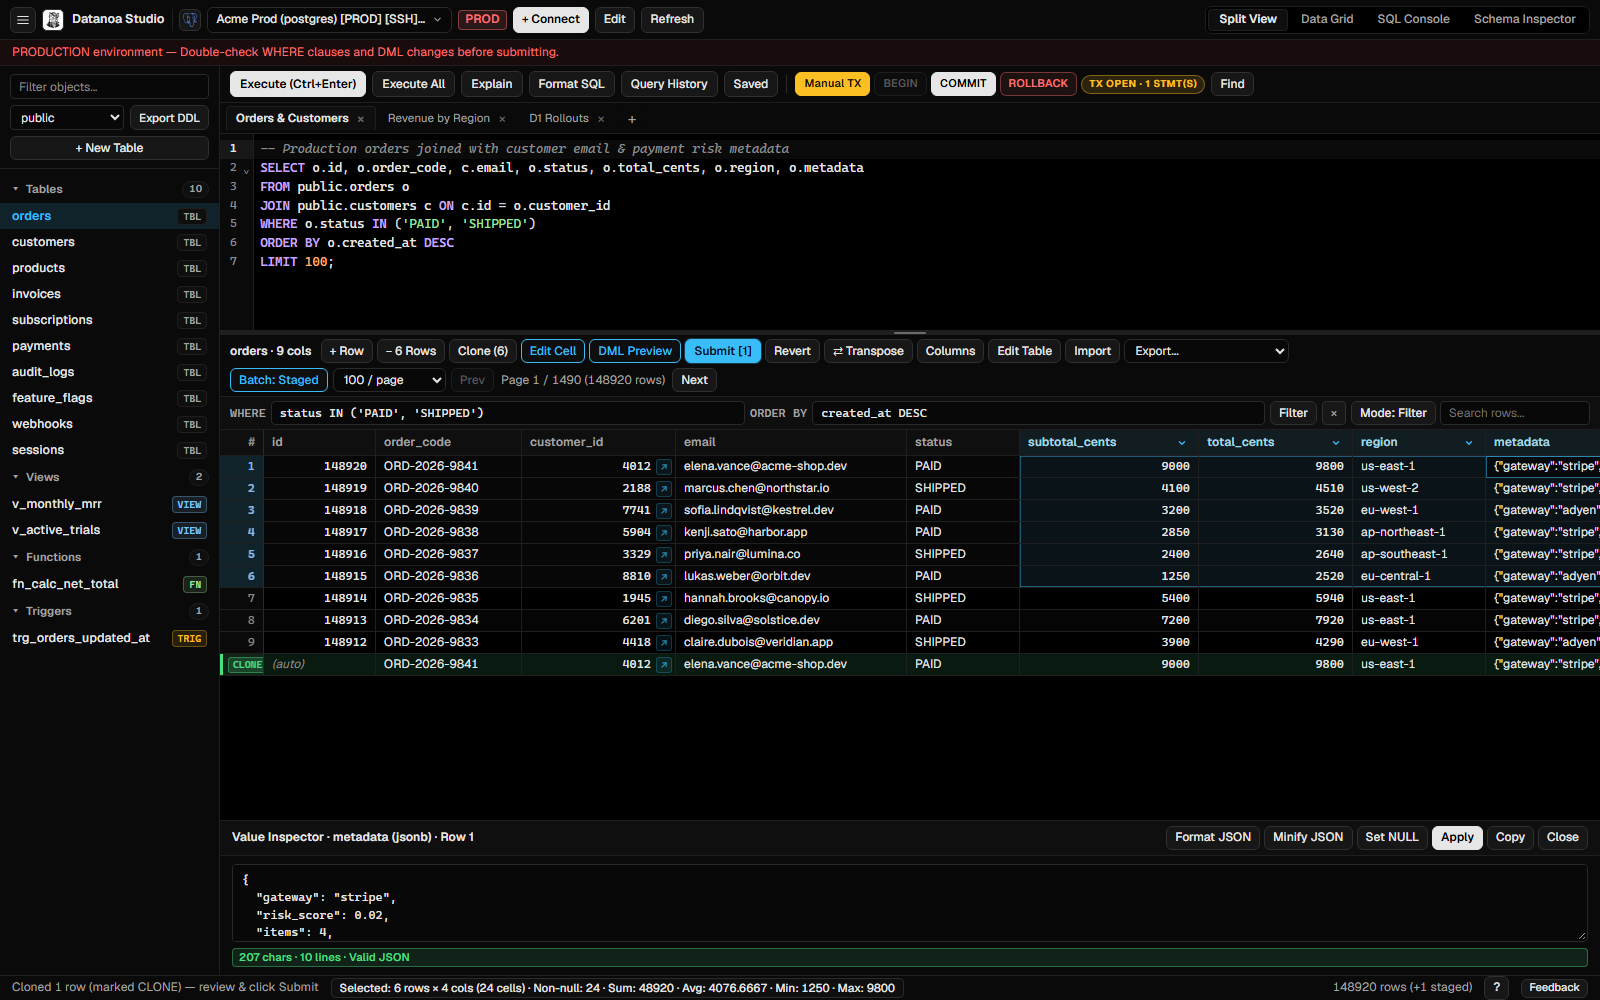 Datanoa Studio Acme Prod (postgres) [PROD] [SSH]... PROD + Connect Edit Refresh Split View Data Grid SQL Console Schema Inspector
PRODUCTION environment — Double-check WHERE clauses and DML changes before submitting.
Filter objects...
public Export DDL
+ New Table
Tables 10
orders TBL
customers TBL
products TBL
invoices TBL
subscriptions TBL
payments TBL
audit_logs TBL
feature_flags TBL
webhooks TBL
sessions TBL
Views 2
v_monthly_mrr VIEW
v_active_trials VIEW
Functions 1
fn_calc_net_total FN
Triggers 1
trg_orders_updated_at TRIG
Execute (Ctrl+Enter) Execute All Explain Format SQL Query History Saved Manual TX BEGIN COMMIT ROLLBACK TX OPEN · 1 STMT(S) Find
Orders & Customers × Revenue by Region × D1 Rollouts × +
1 -- Production orders joined with customer email & payment risk metadata
2 SELECT o.id, o.order_code, c.email, o.status, o.total_cents, o.region, o.metadata
3 FROM public.orders o
4 JOIN public.customers c ON c.id = o.customer_id
5 WHERE o.status IN ('PAID', 'SHIPPED')
6 ORDER BY o.created_at DESC
7 LIMIT 100;
orders · 9 cols + Row − 6 Rows Clone (6) Edit Cell DML Preview Submit [1] Revert ⇄ Transpose Columns Edit Table Import Export...
Batch: Staged 100 / page Prev Page 1 / 1490 (148920 rows) Next
WHERE status IN ('PAID', 'SHIPPED') ORDER BY created_at DESC Filter × Mode: Filter Search rows...
# id order_code customer_id email status subtotal_cents total_cents region metadata
1 148920 ORD-2026-9841 4012 elena.vance@acme-shop.dev PAID 9000 9800 us-east-1 {"gateway":"stripe",
2 148919 ORD-2026-9840 2188 marcus.chen@northstar.io SHIPPED 4100 4510 us-west-2 {"gateway":"stripe",
3 148918 ORD-2026-9839 7741 sofia.lindqvist@kestrel.dev PAID 3200 3520 eu-west-1 {"gateway":"adyen"
4 148917 ORD-2026-9838 5904 kenji.sato@harbor.app PAID 2850 3130 ap-northeast-1 {"gateway":"stripe",
5 148916 ORD-2026-9837 3329 priya.nair@lumina.co SHIPPED 2400 2640 ap-southeast-1 {"gateway":"stripe",
6 148915 ORD-2026-9836 8810 lukas.weber@orbit.dev PAID 1250 2520 eu-central-1 {"gateway":"adyen"
7 148914 ORD-2026-9835 1945 hannah.brooks@canopy.io SHIPPED 5400 5940 us-east-1 {"gateway":"stripe",
8 148913 ORD-2026-9834 6201 diego.silva@solstice.dev PAID 7200 7920 us-east-1 {"gateway":"stripe",
9 148912 ORD-2026-9833 4418 claire.dubois@veridian.app SHIPPED 3900 4290 eu-west-1 {"gateway":"adyen"
CLONE (auto) ORD-2026-9841 4012 elena.vance@acme-shop.dev PAID 9000 9800 us-east-1 {"gateway":"stripe",
Value Inspector · metadata (jsonb) · Row 1 Format JSON Minify JSON Set NULL Apply Copy Close
{
"gateway": "stripe",
"risk_score": 0.02,
"items": 4,
207 chars · 10 lines · Valid JSON
Cloned 1 row (marked CLONE) — review & click Submit Selected: 6 rows × 4 cols (24 cells) · Non-null: 24 · Sum: 48920 · Avg: 4076.6667 · Min: 1250 · Max: 9800 148920 rows (+1 staged) ? Feedback